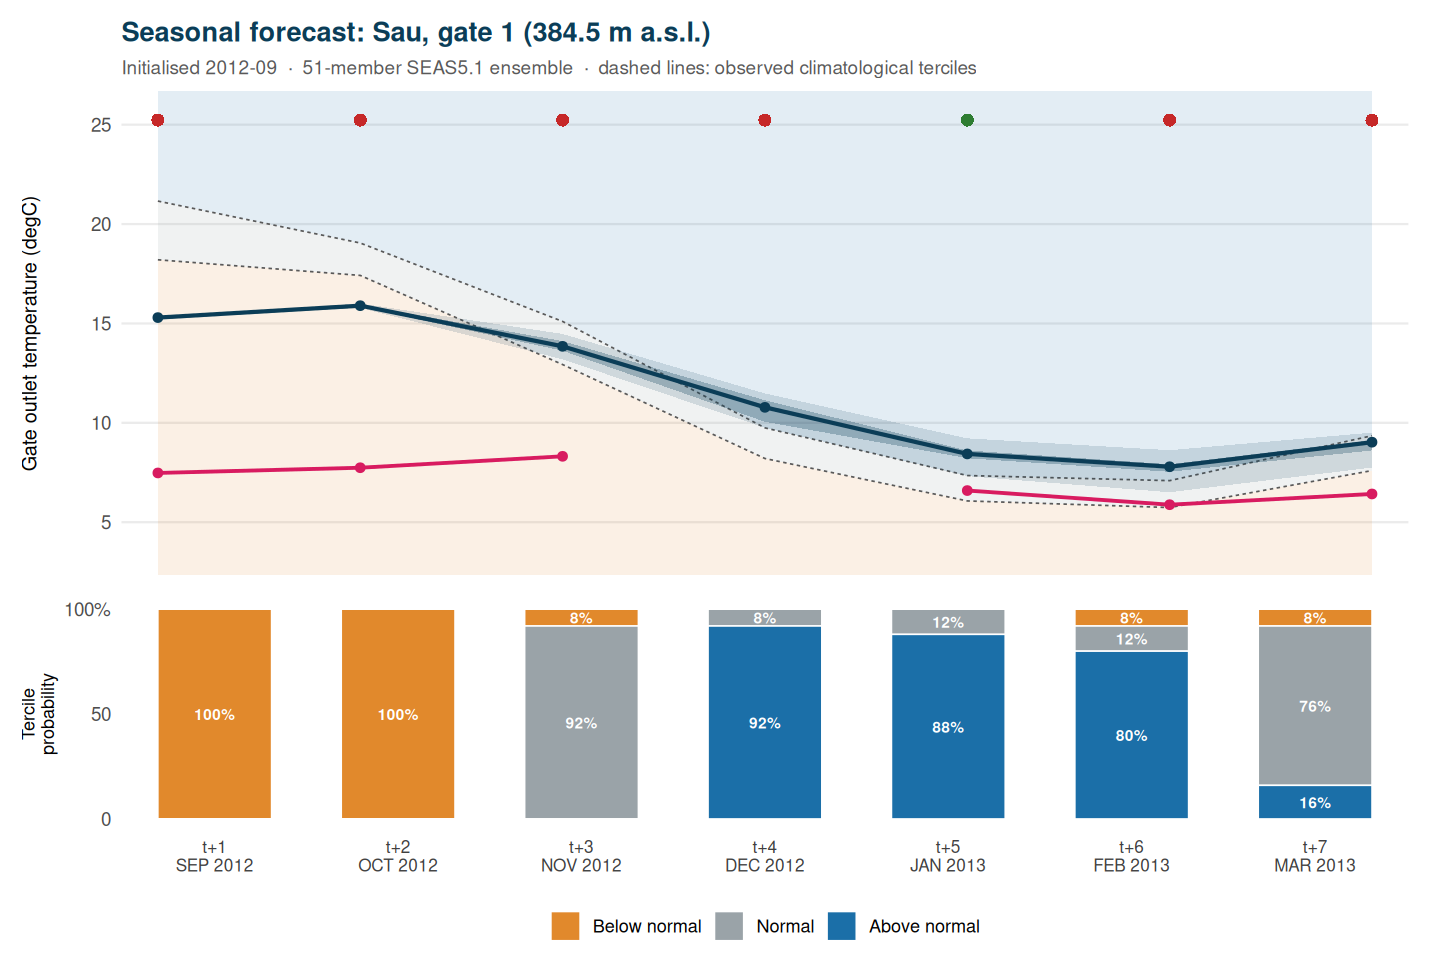 Seasonal forecast: Sau, gate 1 (384.5 m a.s.l.)
Initialised 2012-09 · 51-member SEAS5.1 ensemble · dashed lines: observed climatological terciles
Gate outlet temperature (degC)
25
20
15
10
5
Tercile
probability
100%
50
0
100%
100%
8%
92%
8%
92%
12%
88%
8%
12%
80%
8%
76%
16%
t+1
SEP 2012
t+2
OCT 2012
t+3
NOV 2012
t+4
DEC 2012
t+5
JAN 2013
t+6
FEB 2013
t+7
MAR 2013
Below normal
Normal
Above normal